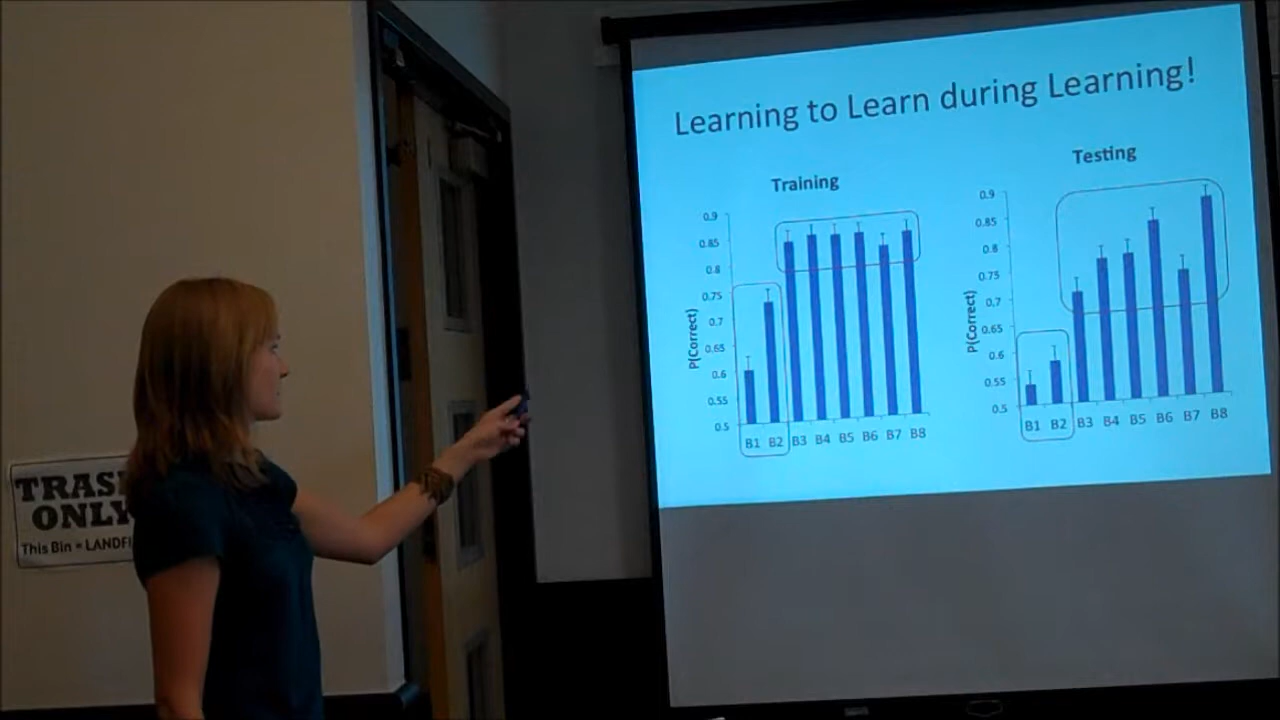 Learning to Learn during Learning!
Training
0.9
0.85
0.8
0.75
0.7
0.65
0.6
0.55
0.5
P(Correct)
B1 B2 B3 B4 B5 B6 B7 B8
Testing
0.9
0.85
0.8
0.75
0.7
0.65
0.6
0.55
0.5
P(Correct)
B1 B2 B3 B4 B5 B6 B7 B8
TRAS
ONLY
This Bin = LANDFI